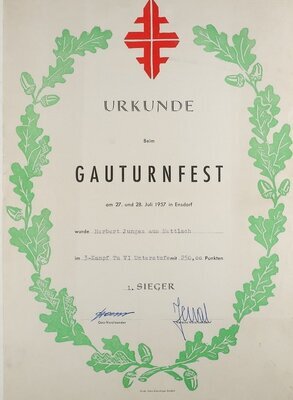 URKUNDE
Beim
GAUTURNFEST
am 27. und 28. Juli 1957 in Ensdorf
wurde Herbert Junges aus Mettlach
im 3-Kampf Tu VI Unterstufe mit 250,00 Punkten
1. SIEGER